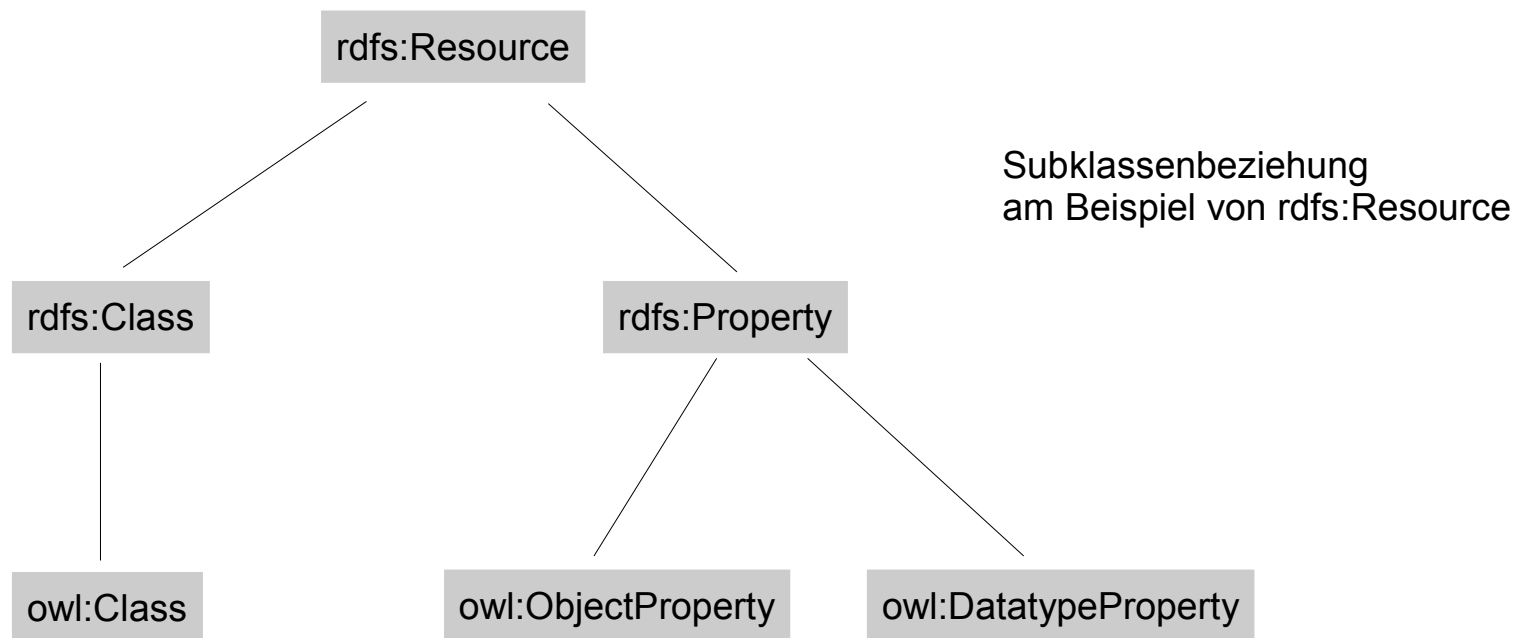 rdfs:Resource
Subklassenbeziehung
am Beispiel von rdfs:Resource
rdfs:Class
rdfs:Property
owl:Class
owl:ObjectProperty
owl:DatatypeProperty